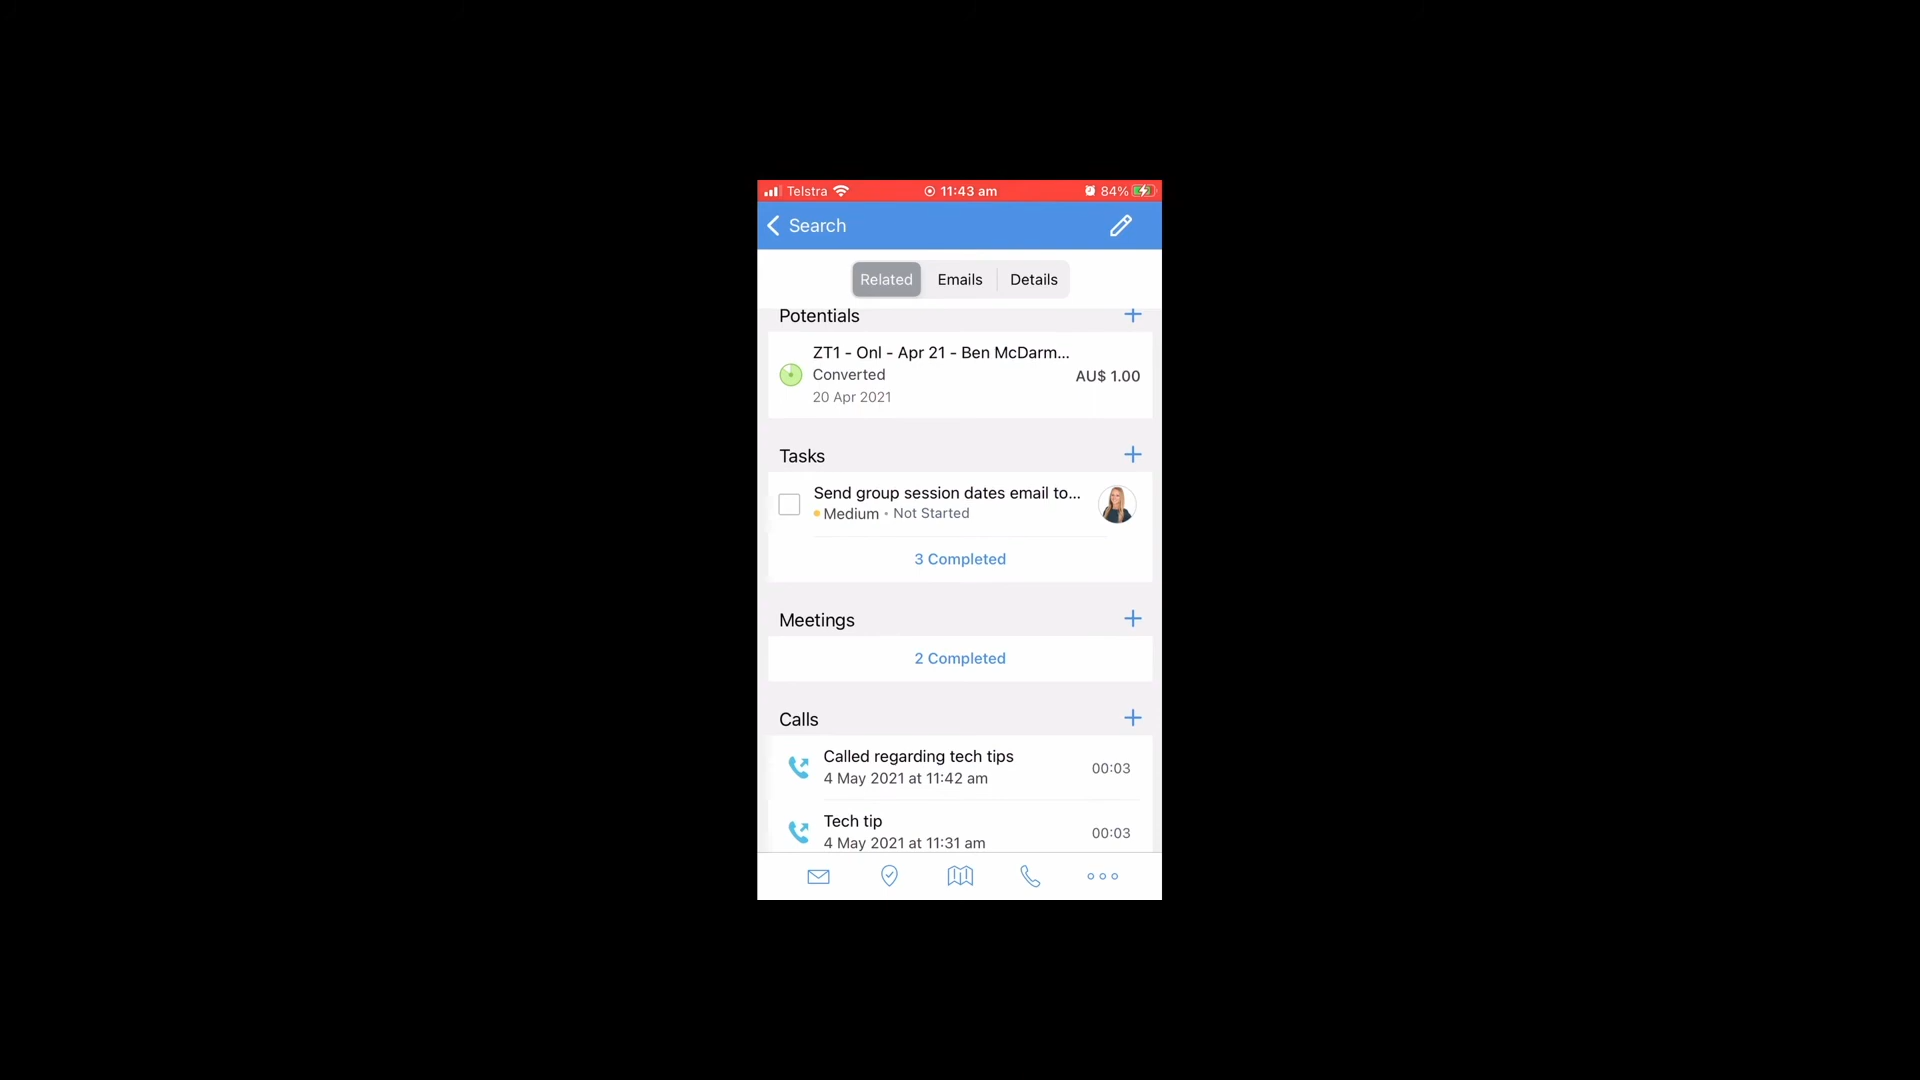 Telstra 11:43 am 84%
Search
Related Emails Details
Potentials
ZT1 - Onl - Apr 21 - Ben McDarm...
Converted
AU$ 1.00
20 Apr 2021
Tasks
Send group session dates email to...
Medium • Not Started
3 Completed
Meetings
2 Completed
Calls
Called regarding tech tips
4 May 2021 at 11:42 am
00:03
Tech tip
4 May 2021 at 11:31 am
00:03